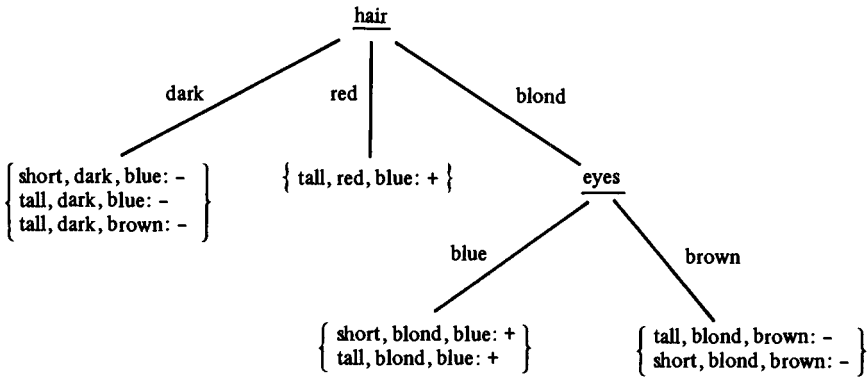 hair
dark
red
blond
short, dark, blue: -
tall, dark, blue: -
tall, dark, brown: -
{ tall, red, blue: + }
eyes
blue
brown
short, blond, blue: +
tall, blond, blue: +
tall, blond, brown: -
short, blond, brown: -